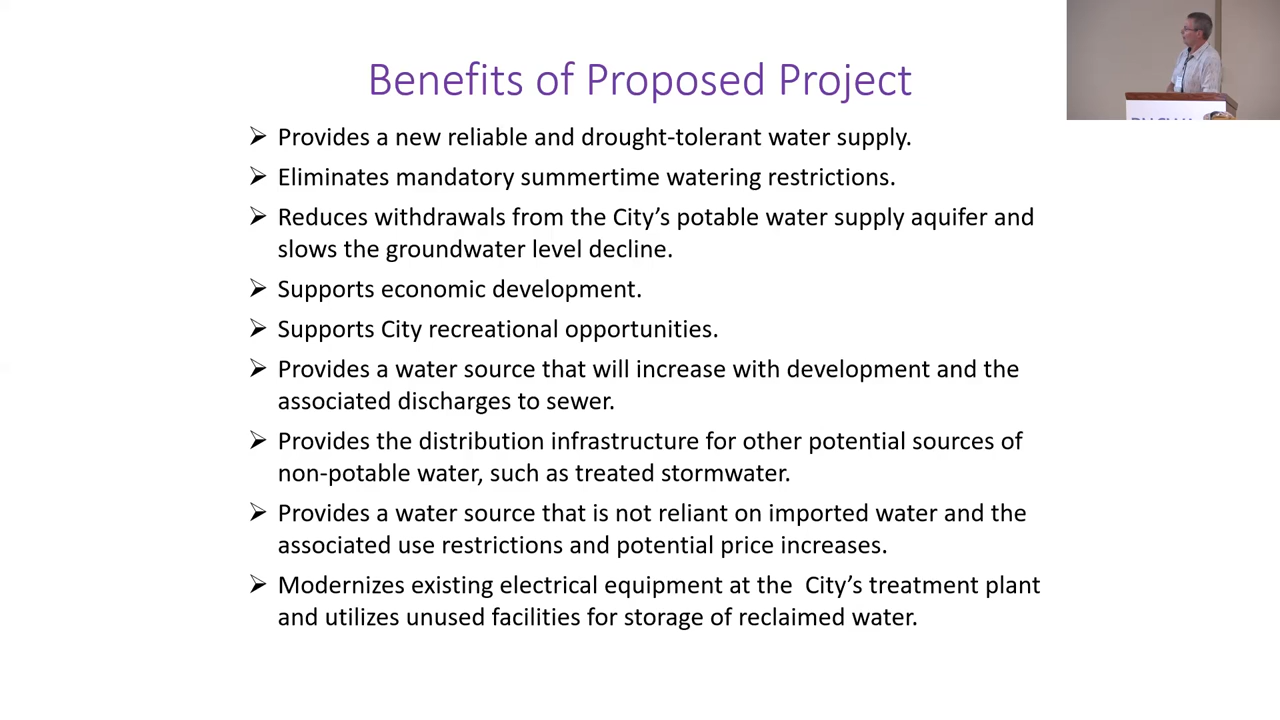 Benefits of Proposed Project
➢ Provides a new reliable and drought-tolerant water supply.
➢ Eliminates mandatory summertime watering restrictions.
➢ Reduces withdrawals from the City’s potable water supply aquifer and
slows the groundwater level decline.
➢ Supports economic development.
➢ Supports City recreational opportunities.
➢ Provides a water source that will increase with development and the
associated discharges to sewer.
➢ Provides the distribution infrastructure for other potential sources of
non-potable water, such as treated stormwater.
➢ Provides a water source that is not reliant on imported water and the
associated use restrictions and potential price increases.
➢ Modernizes existing electrical equipment at the  City’s treatment plant
and utilizes unused facilities for storage of reclaimed water.